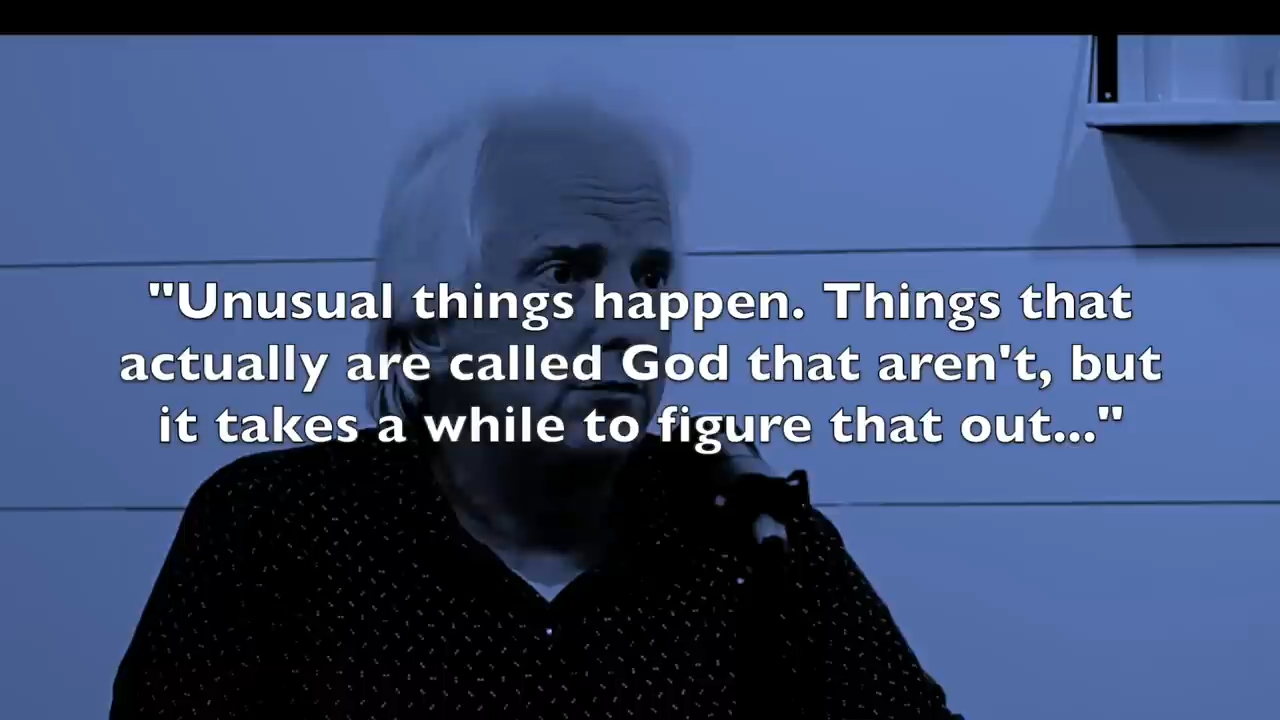 "Unusual things happen. Things that
actually are called God that aren't, but
it takes a while to figure that out..."